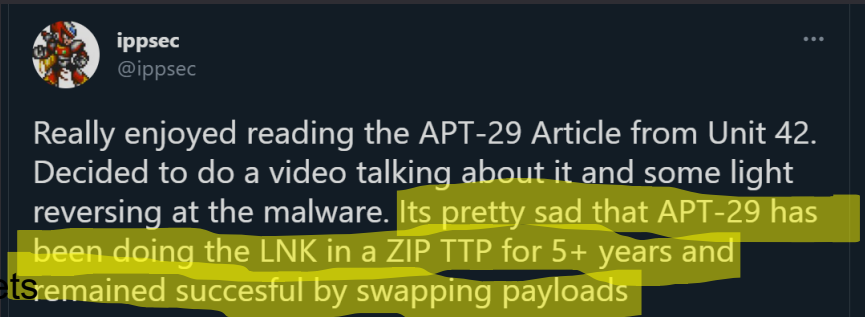 ippsec
@ippsec
Really enjoyed reading the APT-29 Article from Unit 42.
Decided to do a video talking about it and some light
reversing at the malware. Its pretty sad that APT-29 has
been doing the LNK in a ZIP TTP for 5+ years and
ets
remained succesful by swapping payloads